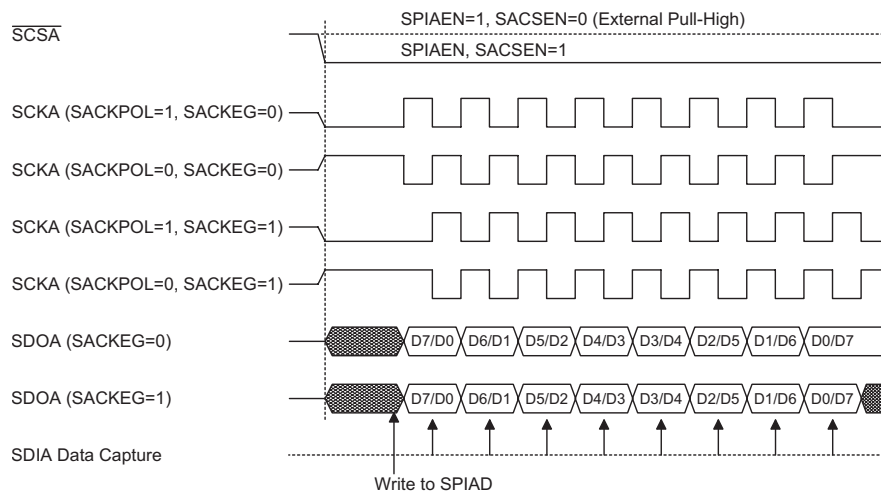 SPIAEN=1, SACSEN=0 (External Pull-High)
SCSA
SPIAEN, SACSEN=1
SCKA (SACKPOL=1, SACKEG=0)
SCKA (SACKPOL=0, SACKEG=0)
SCKA (SACKPOL=1, SACKEG=1)
SCKA (SACKPOL=0, SACKEG=1)
SDOA (SACKEG=0) D7/D0 D6/D1 D5/D2 D4/D3 D3/D4 D2/D5 D1/D6 D0/D7
SDOA (SACKEG=1) D7/D0 D6/D1 D5/D2 D4/D3 D3/D4 D2/D5 D1/D6 D0/D7
SDIA Data Capture
Write to SPIAD